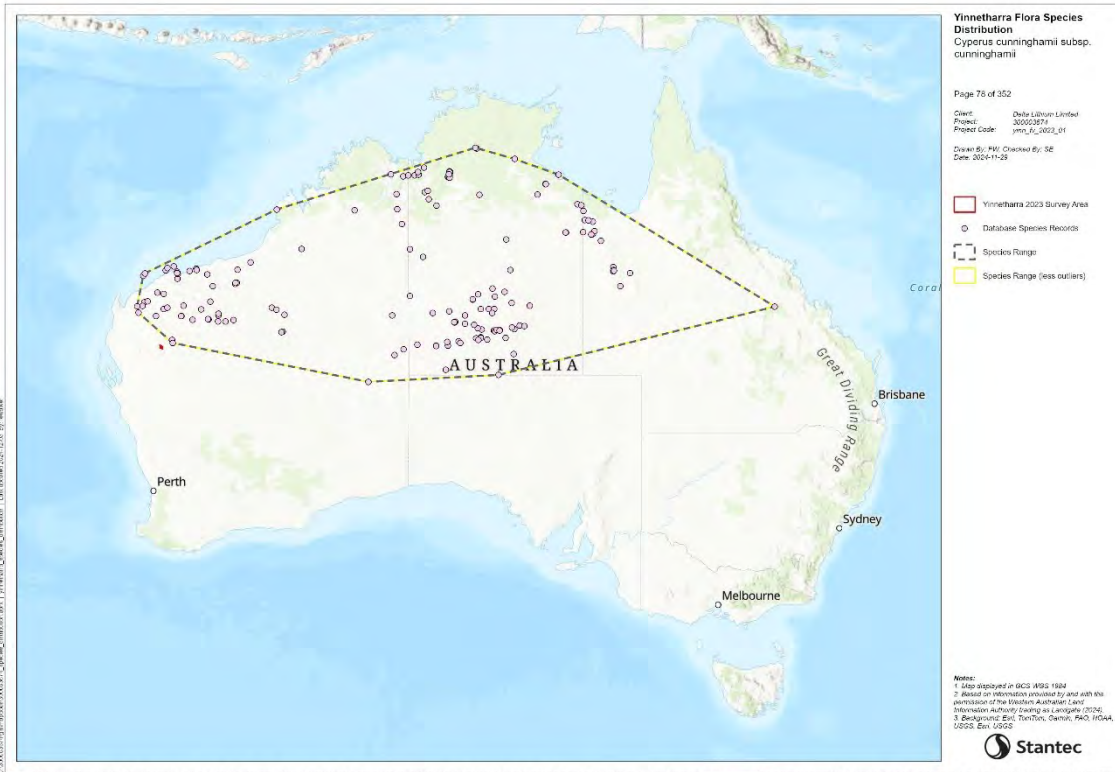 Yinnetharra Flora Species
Distribution
Cyperus cunninghamii subsp.
cunninghamii
Page 78 of 352
Client: Delta Lithium Limited
Project: 300003674
Project Code: ynn_fv_2023_01
Drawn By: PW Checked By: SE
Date: 2024-11-29
Yinnetharra 2023 Survey Area
Database Species Records
Species Range
Species Range (less outliers)
Coral
AUSTRALIA
Great Dividing Range
Brisbane
Perth
Sydney
Melbourne
Notes:
1. Map displayed in GCS WGS 1984
2. Based on information provided by and with the
permission of the Western Australian Land
Information Authority trading as Landgate (2024).
3. Background: Esri, TomTom, Garmin, FAO, NOAA,
USGS, Esri, USGS
Stantec